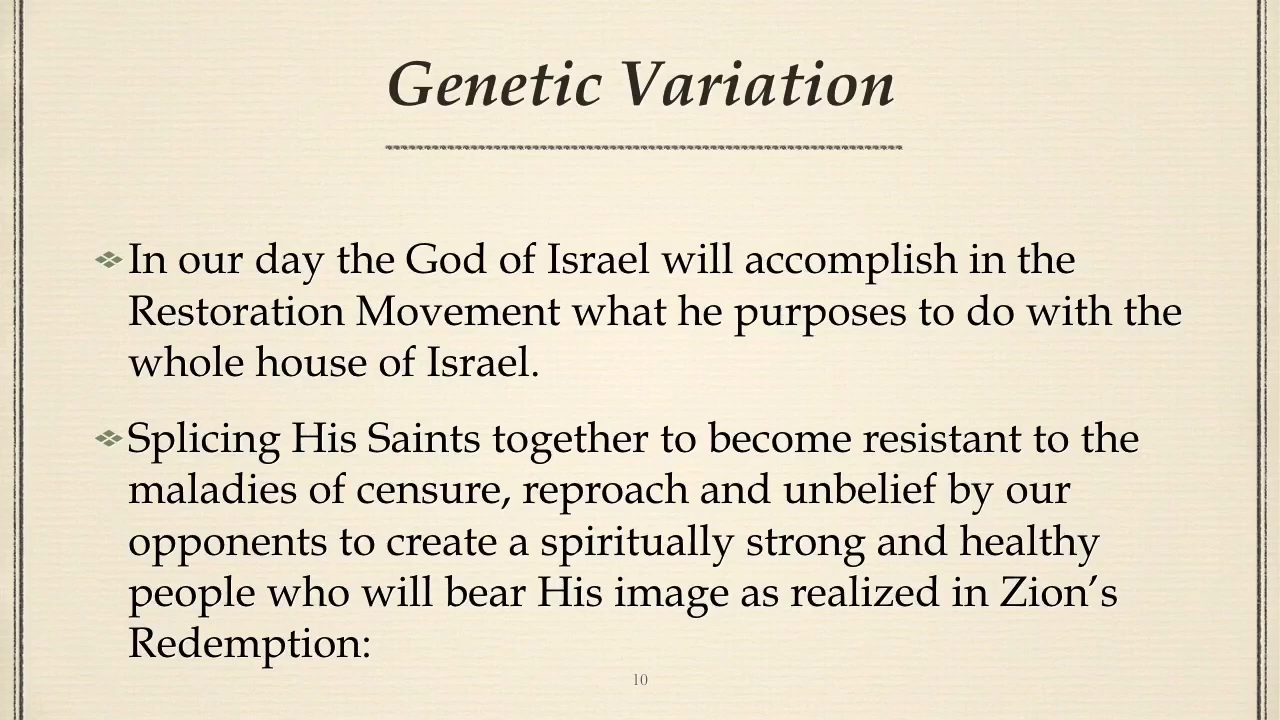 Genetic Variation
In our day the God of Israel will accomplish in the
Restoration Movement what he purposes to do with the
whole house of Israel.
Splicing His Saints together to become resistant to the
maladies of censure, reproach and unbelief by our
opponents to create a spiritually strong and healthy
people who will bear His image as realized in Zion’s
Redemption:
10